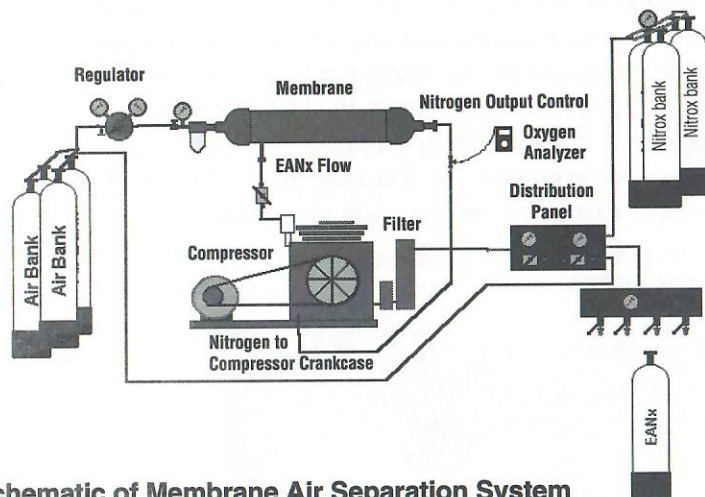 Regulator
Membrane
Nitrogen Output Control
Oxygen
Analyzer
Nitrox bank
Nitrox bank
EANx Flow
Distribution
Panel
Filter
Compressor
Air Bank
Air Bank
Nitrogen to
Compressor Crankcase
EANx
chematic of Membrane Air Separation System